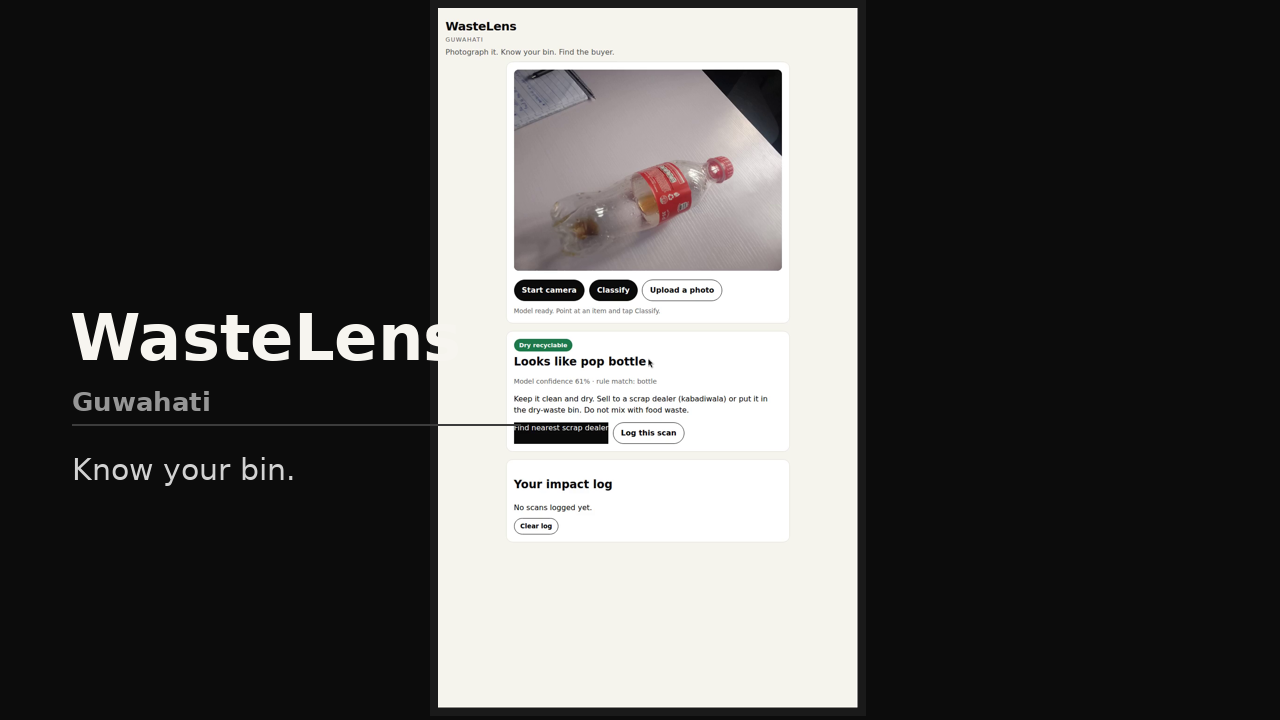 WasteLens
Guwahati
Know your bin.
WasteLens
GUWAHATI
Photograph it. Know your bin. Find the buyer.
Start camera
Classify
Upload a photo
Model ready. Point at an item and tap Classify.
Dry recyclable
Looks like pop bottle
Model confidence 61% · rule match: bottle
Keep it clean and dry. Sell to a scrap dealer (kabadiwala) or put it in
the dry-waste bin. Do not mix with food waste.
Find nearest scrap dealer
Log this scan
Your impact log
No scans logged yet.
Clear log